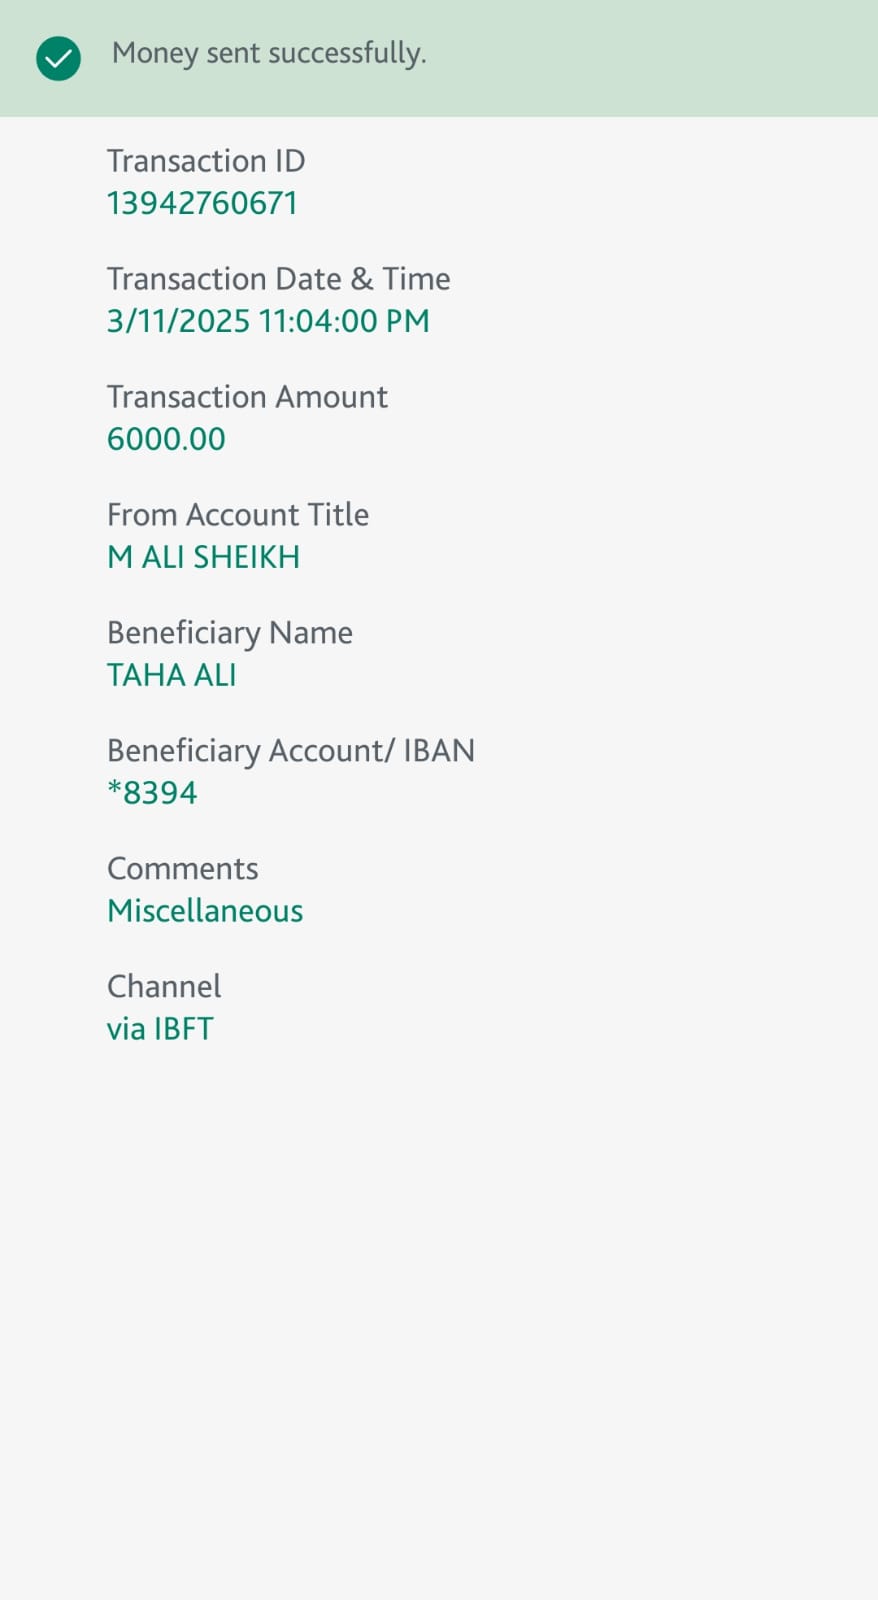 Money sent successfully.
Transaction ID
13942760671
Transaction Date & Time
3/11/2025 11:04:00 PM
Transaction Amount
6000.00
From Account Title
M ALI SHEIKH
Beneficiary Name
TAHA ALI
Beneficiary Account/ IBAN
*8394
Comments
Miscellaneous
Channel
via IBFT